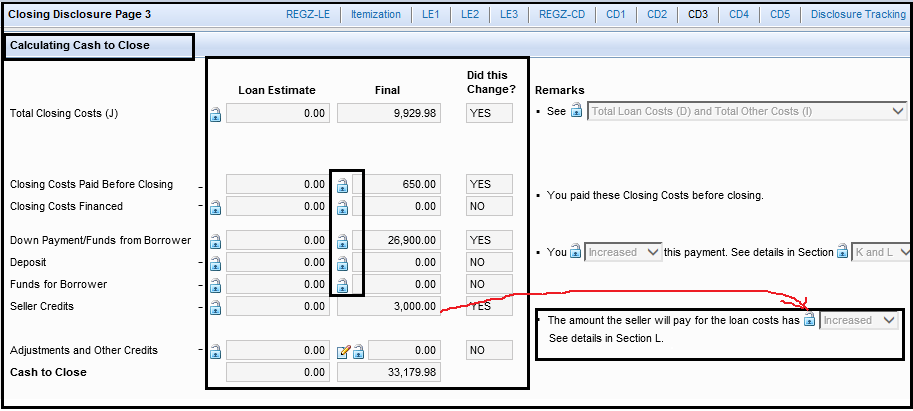 Closing Disclosure Page 3 REGZ-LE Itemization LE1 LE2 LE3 REGZ-CD CD1 CD2 CD3 CD4 CD5 Disclosure Tracking
Calculating Cash to Close
Loan Estimate Final Did this Change? Remarks
Total Closing Costs (J) 0.00 9,929.98 YES • See Total Loan Costs (D) and Total Other Costs (I)
Closing Costs Paid Before Closing - 0.00 650.00 YES
• You paid these Closing Costs before closing.
Closing Costs Financed - 0.00 0.00 NO
Down Payment/Funds from Borrower - 0.00 26,900.00 YES
• You Increased this payment. See details in Section K and L
Deposit - 0.00 0.00 NO
Funds for Borrower - 0.00 0.00 NO
Seller Credits - 0.00 3,000.00 YES
• The amount the seller will pay for the loan costs has Increased
See details in Section L.
Adjustments and Other Credits - 0.00 0.00 NO
Cash to Close 0.00 33,179.98